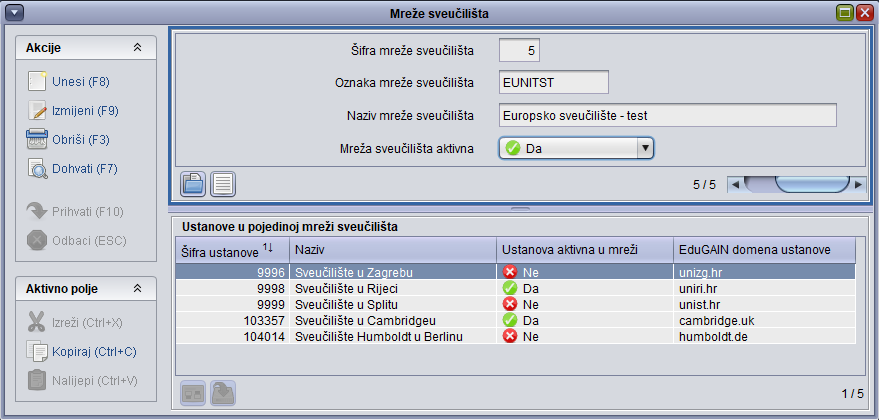 Mreže sveučilišta
Akcije
Unesi (F8)
Izmijeni (F9)
Obriši (F3)
Dohvati (F7)
Prihvati (F10)
Odbaci (ESC)
Aktivno polje
Izreži (Ctrl+X)
Kopiraj (Ctrl+C)
Nalijepi (Ctrl+V)
Šifra mreže sveučilišta 5
Oznaka mreže sveučilišta EUNITST
Naziv mreže sveučilišta Europsko sveučilište - test
Mreža sveučilišta aktivna Da
5 / 5
Ustanove u pojedinoj mreži sveučilišta
Šifra ustanove 1 Naziv Ustanova aktivna u mreži EduGAIN domena ustanove
9996 Sveučilište u Zagrebu Ne unizg.hr
9998 Sveučilište u Rijeci Da uniri.hr
9999 Sveučilište u Splitu Ne unist.hr
103357 Sveučilište u Cambridgeu Da cambridge.uk
104014 Sveučilište Humboldt u Berlinu Ne humboldt.de
1 / 5